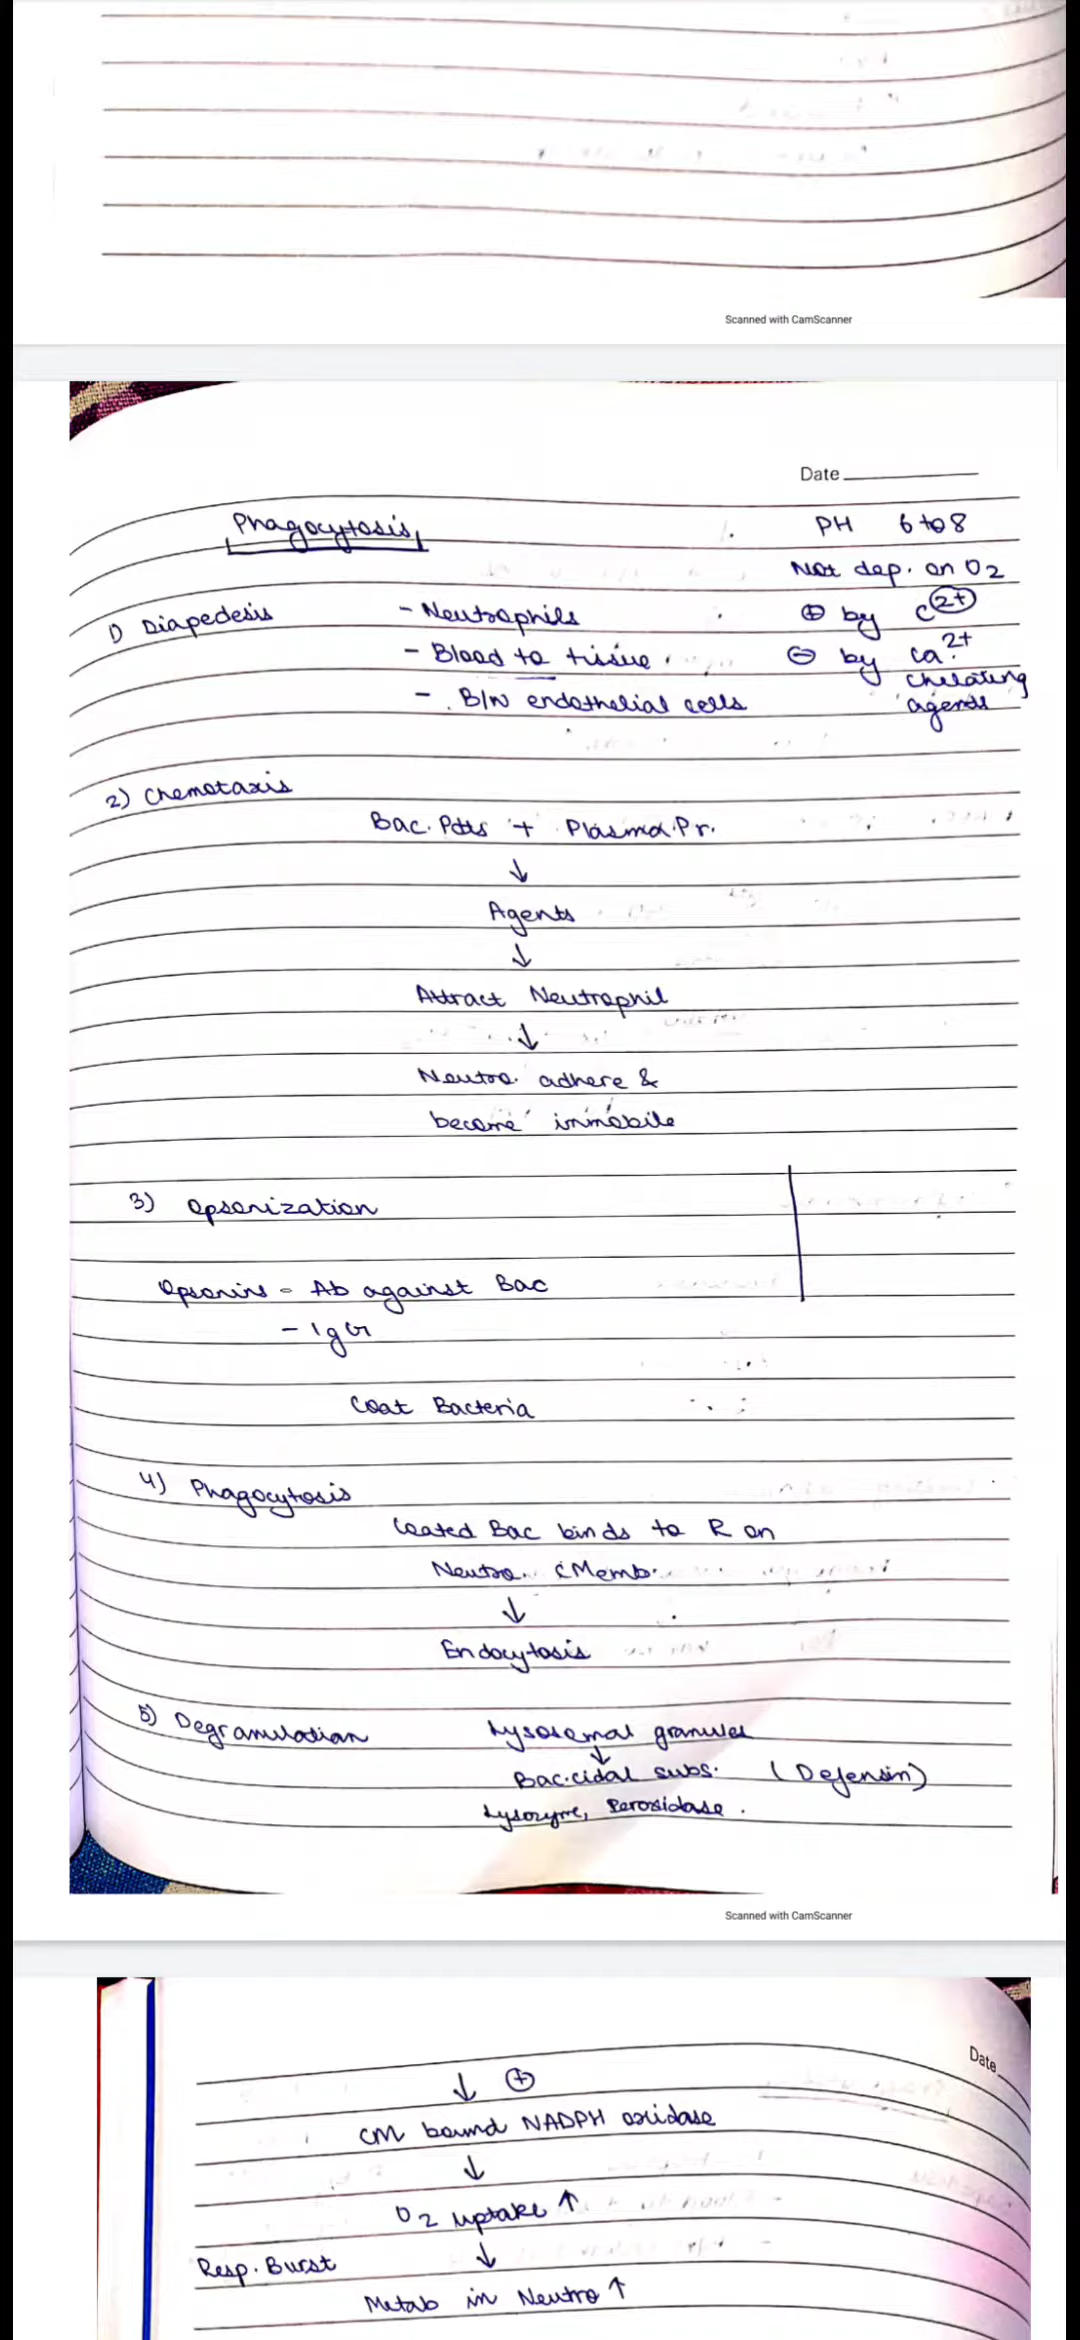 Scanned with CamScanner
Date
Phagocytosis
PH 6 to 8
Not dep. on O2
1) Diapedesis - Neutrophils
⊕ by C2+
- Blood to tissue
⊖ by Ca2+
chelating
agents
- B/W endothelial cells
2) Chemotaxis
Bac. Pdts + Plasma Pr.
↓
Agents
↓
Attract Neutrophil
↓
Neutro. adhere &
become immobile
3) Opsonization
Opsonins - Ab against Bac
- IgG
Coat Bacteria
4) Phagocytosis
Coated Bac binds to R on
Neutro. CMemb.
↓
Endocytosis
5) Degranulation Lysosomal granules
↓
Bac.cidal subs. (Defensin)
Lysozyme, Peroxidase.
Scanned with CamScanner
Date
↓ ⊕
CM bound NADPH oxidase
↓
O2 uptake ↑
Resp. Burst ↓
Metab in Neutro ↑